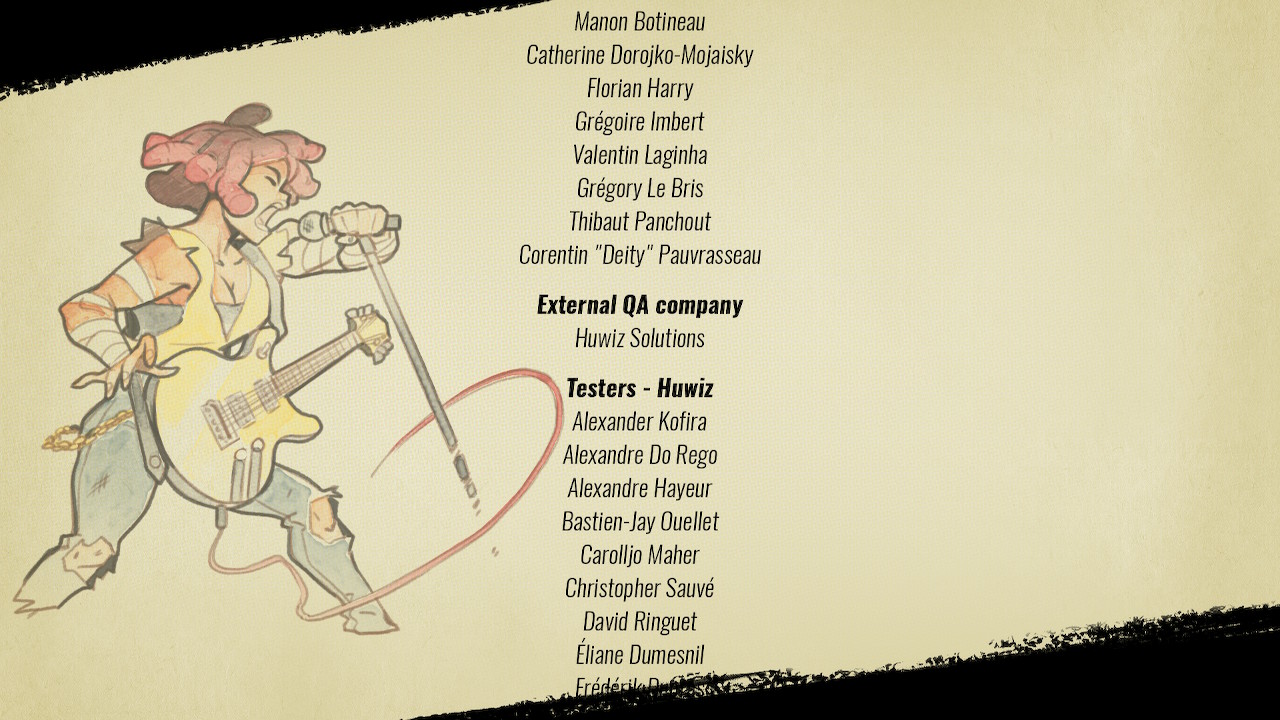 Manon Botineau
Catherine Dorojko-Mojaisky
Florian Harry
Grégoire Imbert
Valentin Laginha
Grégory Le Bris
Thibaut Panchout
Corentin "Deity" Pauvrasseau
External QA company
Huwiz Solutions
Testers - Huwiz
Alexander Kofira
Alexandre Do Rego
Alexandre Hayeur
Bastien-Jay Ouellet
Carolljo Maher
Christopher Sauvé
David Ringuet
Éliane Dumesnil
Frédérik